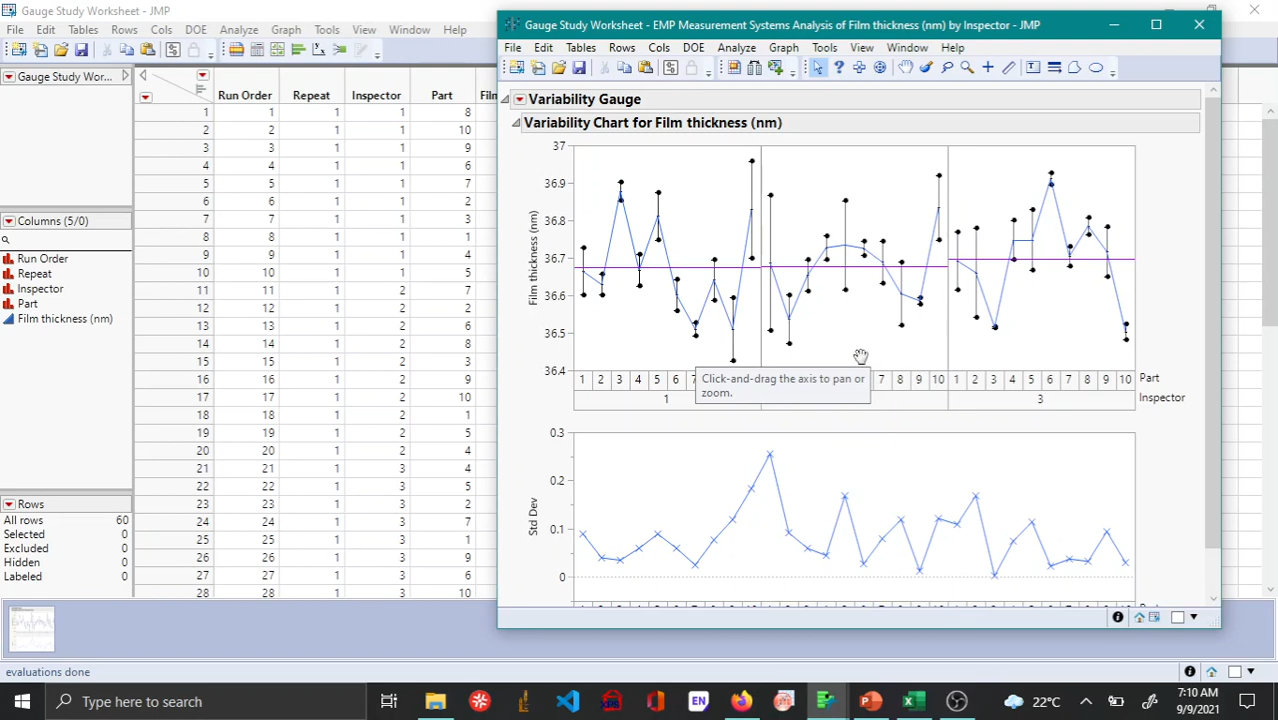 Gauge Study Worksheet - JMP
File Edit Tables Rows Cols DOE Analyze Graph Tools View Window Help
Gauge Study Wor...
Columns (5/0)
Run Order
Repeat
Inspector
Part
Film thickness (nm)
Rows
All rows 60
Selected 0
Excluded 0
Hidden 0
Labeled 0
Run Order Repeat Inspector Part Film
1 1 1 1 8
2 2 1 1 10
3 3 1 1 9
4 4 1 1 6
5 5 1 1 7
6 6 1 1 2
7 7 1 1 3
8 8 1 1 1
9 9 1 1 4
10 10 1 1 5
11 11 1 2 7
12 12 1 2 2
13 13 1 2 6
14 14 1 2 8
15 15 1 2 3
16 16 1 2 9
17 17 1 2 10
18 18 1 2 1
19 19 1 2 5
20 20 1 2 4
21 21 1 3 4
22 22 1 3 5
23 23 1 3 2
24 24 1 3 7
25 25 1 3 1
26 26 1 3 9
27 27 1 3 6
28 28 1 3 10
Gauge Study Worksheet - EMP Measurement Systems Analysis of Film thickness (nm) by Inspector - JMP
File Edit Tables Rows Cols DOE Analyze Graph Tools View Window Help
Variability Gauge
Variability Chart for Film thickness (nm)
Film thickness (nm)
37
36.9
36.8
36.7
36.6
36.5
36.4
1 2 3 4 5 6 7 7 8 9 10 1 2 3 4 5 6 7 8 9 10 Part
1 3 Inspector
Click-and-drag the axis to pan or
zoom.
Std Dev
0.3
0.2
0.1
0
evaluations done
Type here to search
EN
22°C
7:10 AM
9/9/2021